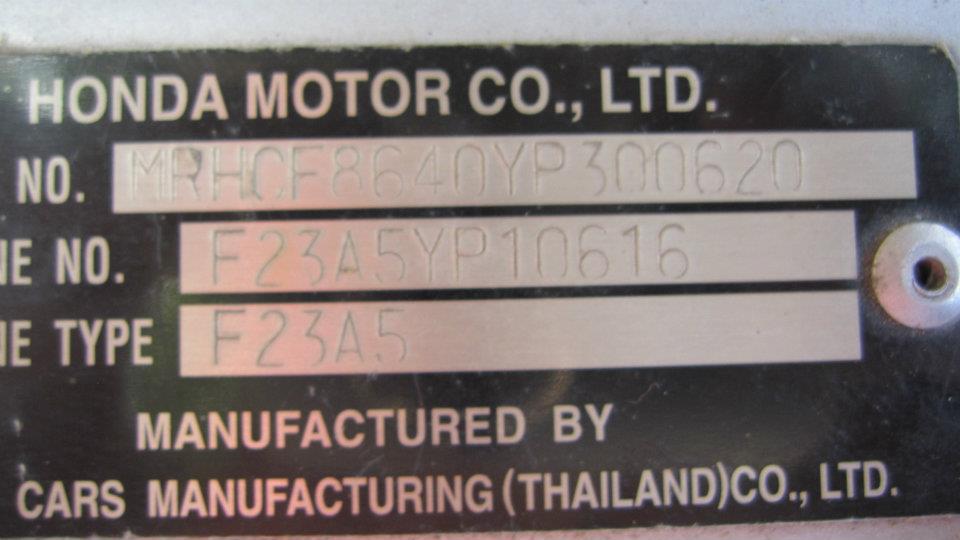 HONDA MOTOR CO., LTD.
NO. MRHCF8640YP300620
NE NO. F23A5YP10616
NE TYPE F23A5
MANUFACTURED BY
CARS MANUFACTURING (THAILAND) CO., LTD.